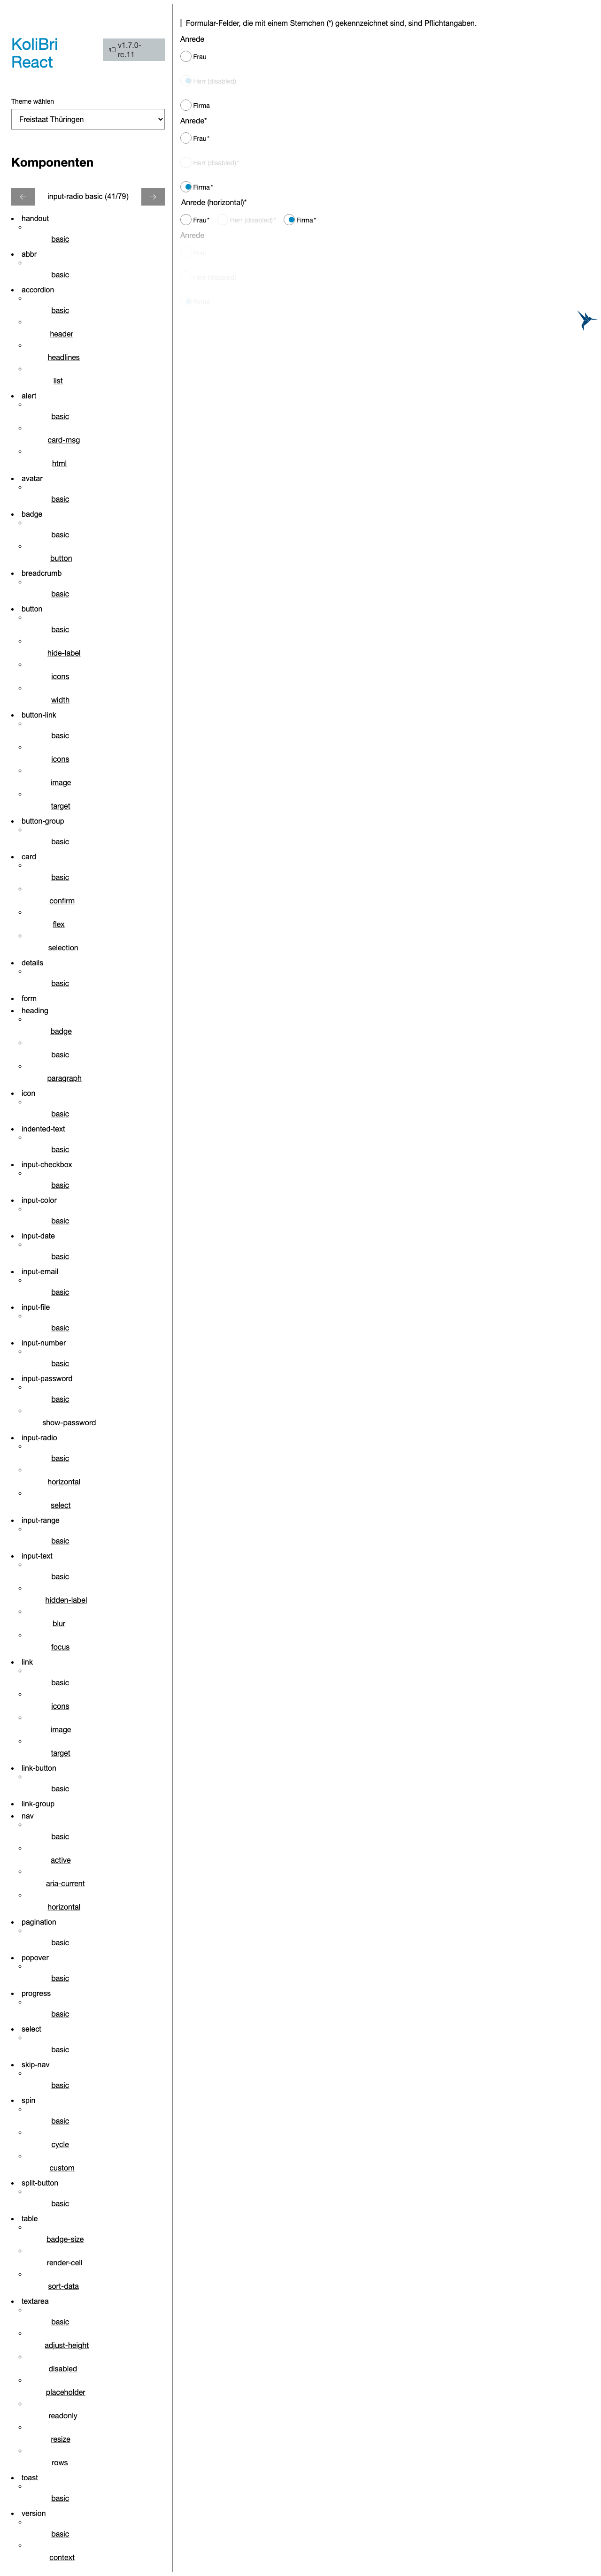 KoliBri
React
v1.7.0-
rc.11
Theme wählen
Freistaat Thüringen
Komponenten
input-radio basic (41/79)
handout
basic
abbr
basic
accordion
basic
header
headlines
list
alert
basic
card-msg
html
avatar
basic
badge
basic
button
breadcrumb
basic
button
basic
hide-label
icons
width
button-link
basic
icons
image
target
button-group
basic
card
basic
confirm
flex
selection
details
basic
form
heading
badge
basic
paragraph
icon
basic
indented-text
basic
input-checkbox
basic
input-color
basic
input-date
basic
input-email
basic
input-file
basic
input-number
basic
input-password
basic
show-password
input-radio
basic
horizontal
select
input-range
basic
input-text
basic
hidden-label
blur
focus
link
basic
icons
image
target
link-button
basic
link-group
nav
basic
active
aria-current
horizontal
pagination
basic
popover
basic
progress
basic
select
basic
skip-nav
basic
spin
basic
cycle
custom
split-button
basic
table
badge-size
render-cell
sort-data
textarea
basic
adjust-height
disabled
placeholder
readonly
resize
rows
toast
basic
version
basic
context
Formular-Felder, die mit einem Sternchen (*) gekennzeichnet sind, sind Pflichtangaben.
Anrede
Frau
Herr (disabled)
Firma
Anrede*
Frau*
Herr (disabled)*
Firma*
Anrede (horizontal)*
Frau* Herr (disabled)* Firma*
Anrede
Frau
Herr (disabled)
Firma